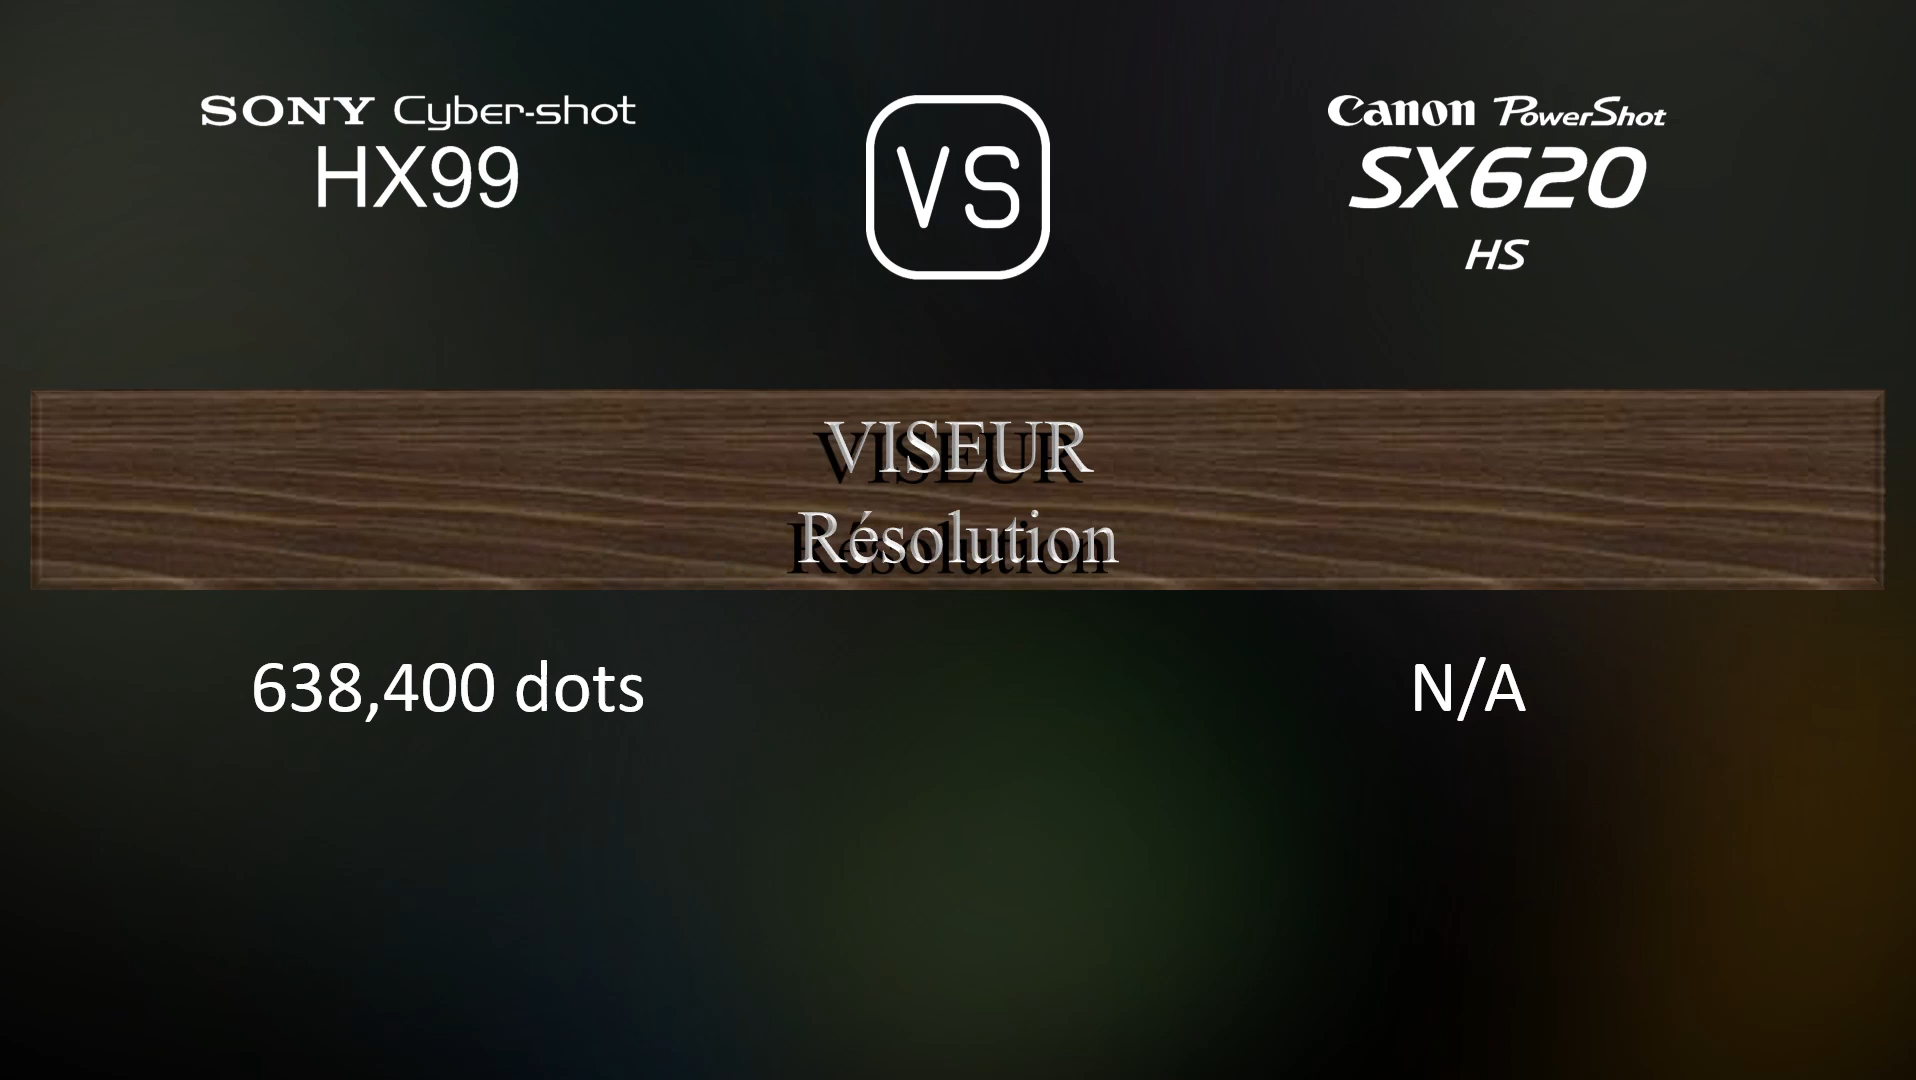 SONY Cyber-shot
HX99
VS
Canon PowerShot
SX620
HS
VISEUR
Résolution
638,400 dots
N/A